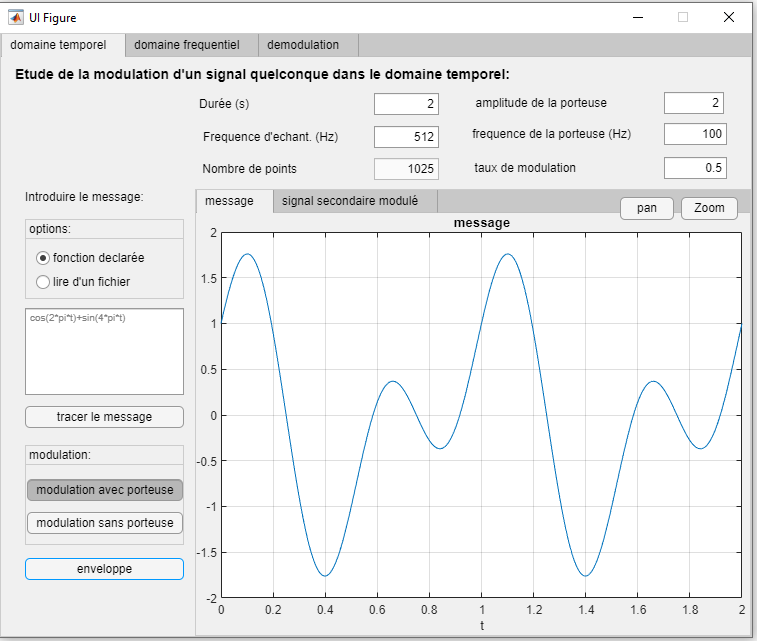 UI Figure
domaine temporel domaine frequentiel demodulation
Etude de la modulation d'un signal quelconque dans le domaine temporel:
Durée (s) 2 amplitude de la porteuse 2
Frequence d'echant. (Hz) 512 frequence de la porteuse (Hz) 100
Nombre de points 1025 taux de modulation 0.5
Introduire le message:
options:
fonction declarée
lire d'un fichier
cos(2*pi*t)+sin(4*pi*t)
tracer le message
modulation:
modulation avec porteuse
modulation sans porteuse
enveloppe
message signal secondaire modulé pan Zoom
message
2
1.5
1
0.5
0
-0.5
-1
-1.5
-2
0 0.2 0.4 0.6 0.8 1 1.2 1.4 1.6 1.8 2
t